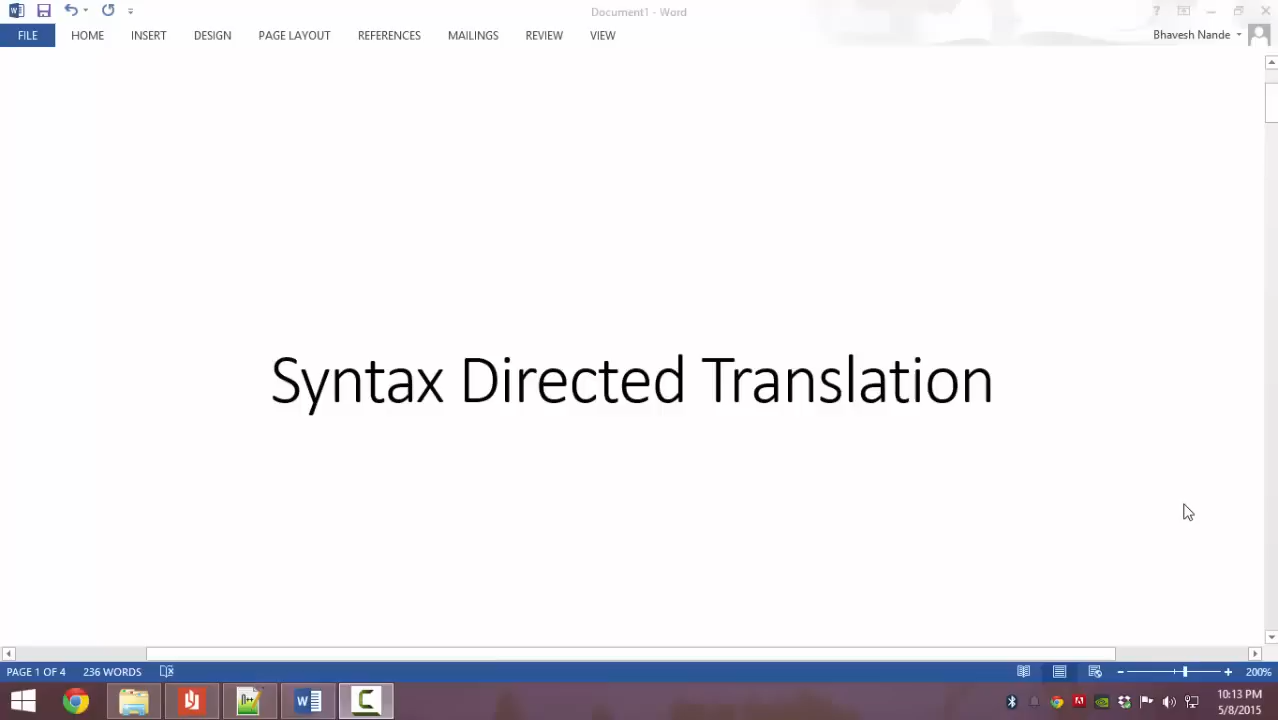 Document1 - Word
?
FILE HOME INSERT DESIGN PAGE LAYOUT REFERENCES MAILINGS REVIEW VIEW Bhavesh Nande
Syntax Directed Translation
PAGE 1 OF 4 236 WORDS 200%
10:13 PM
5/8/2015